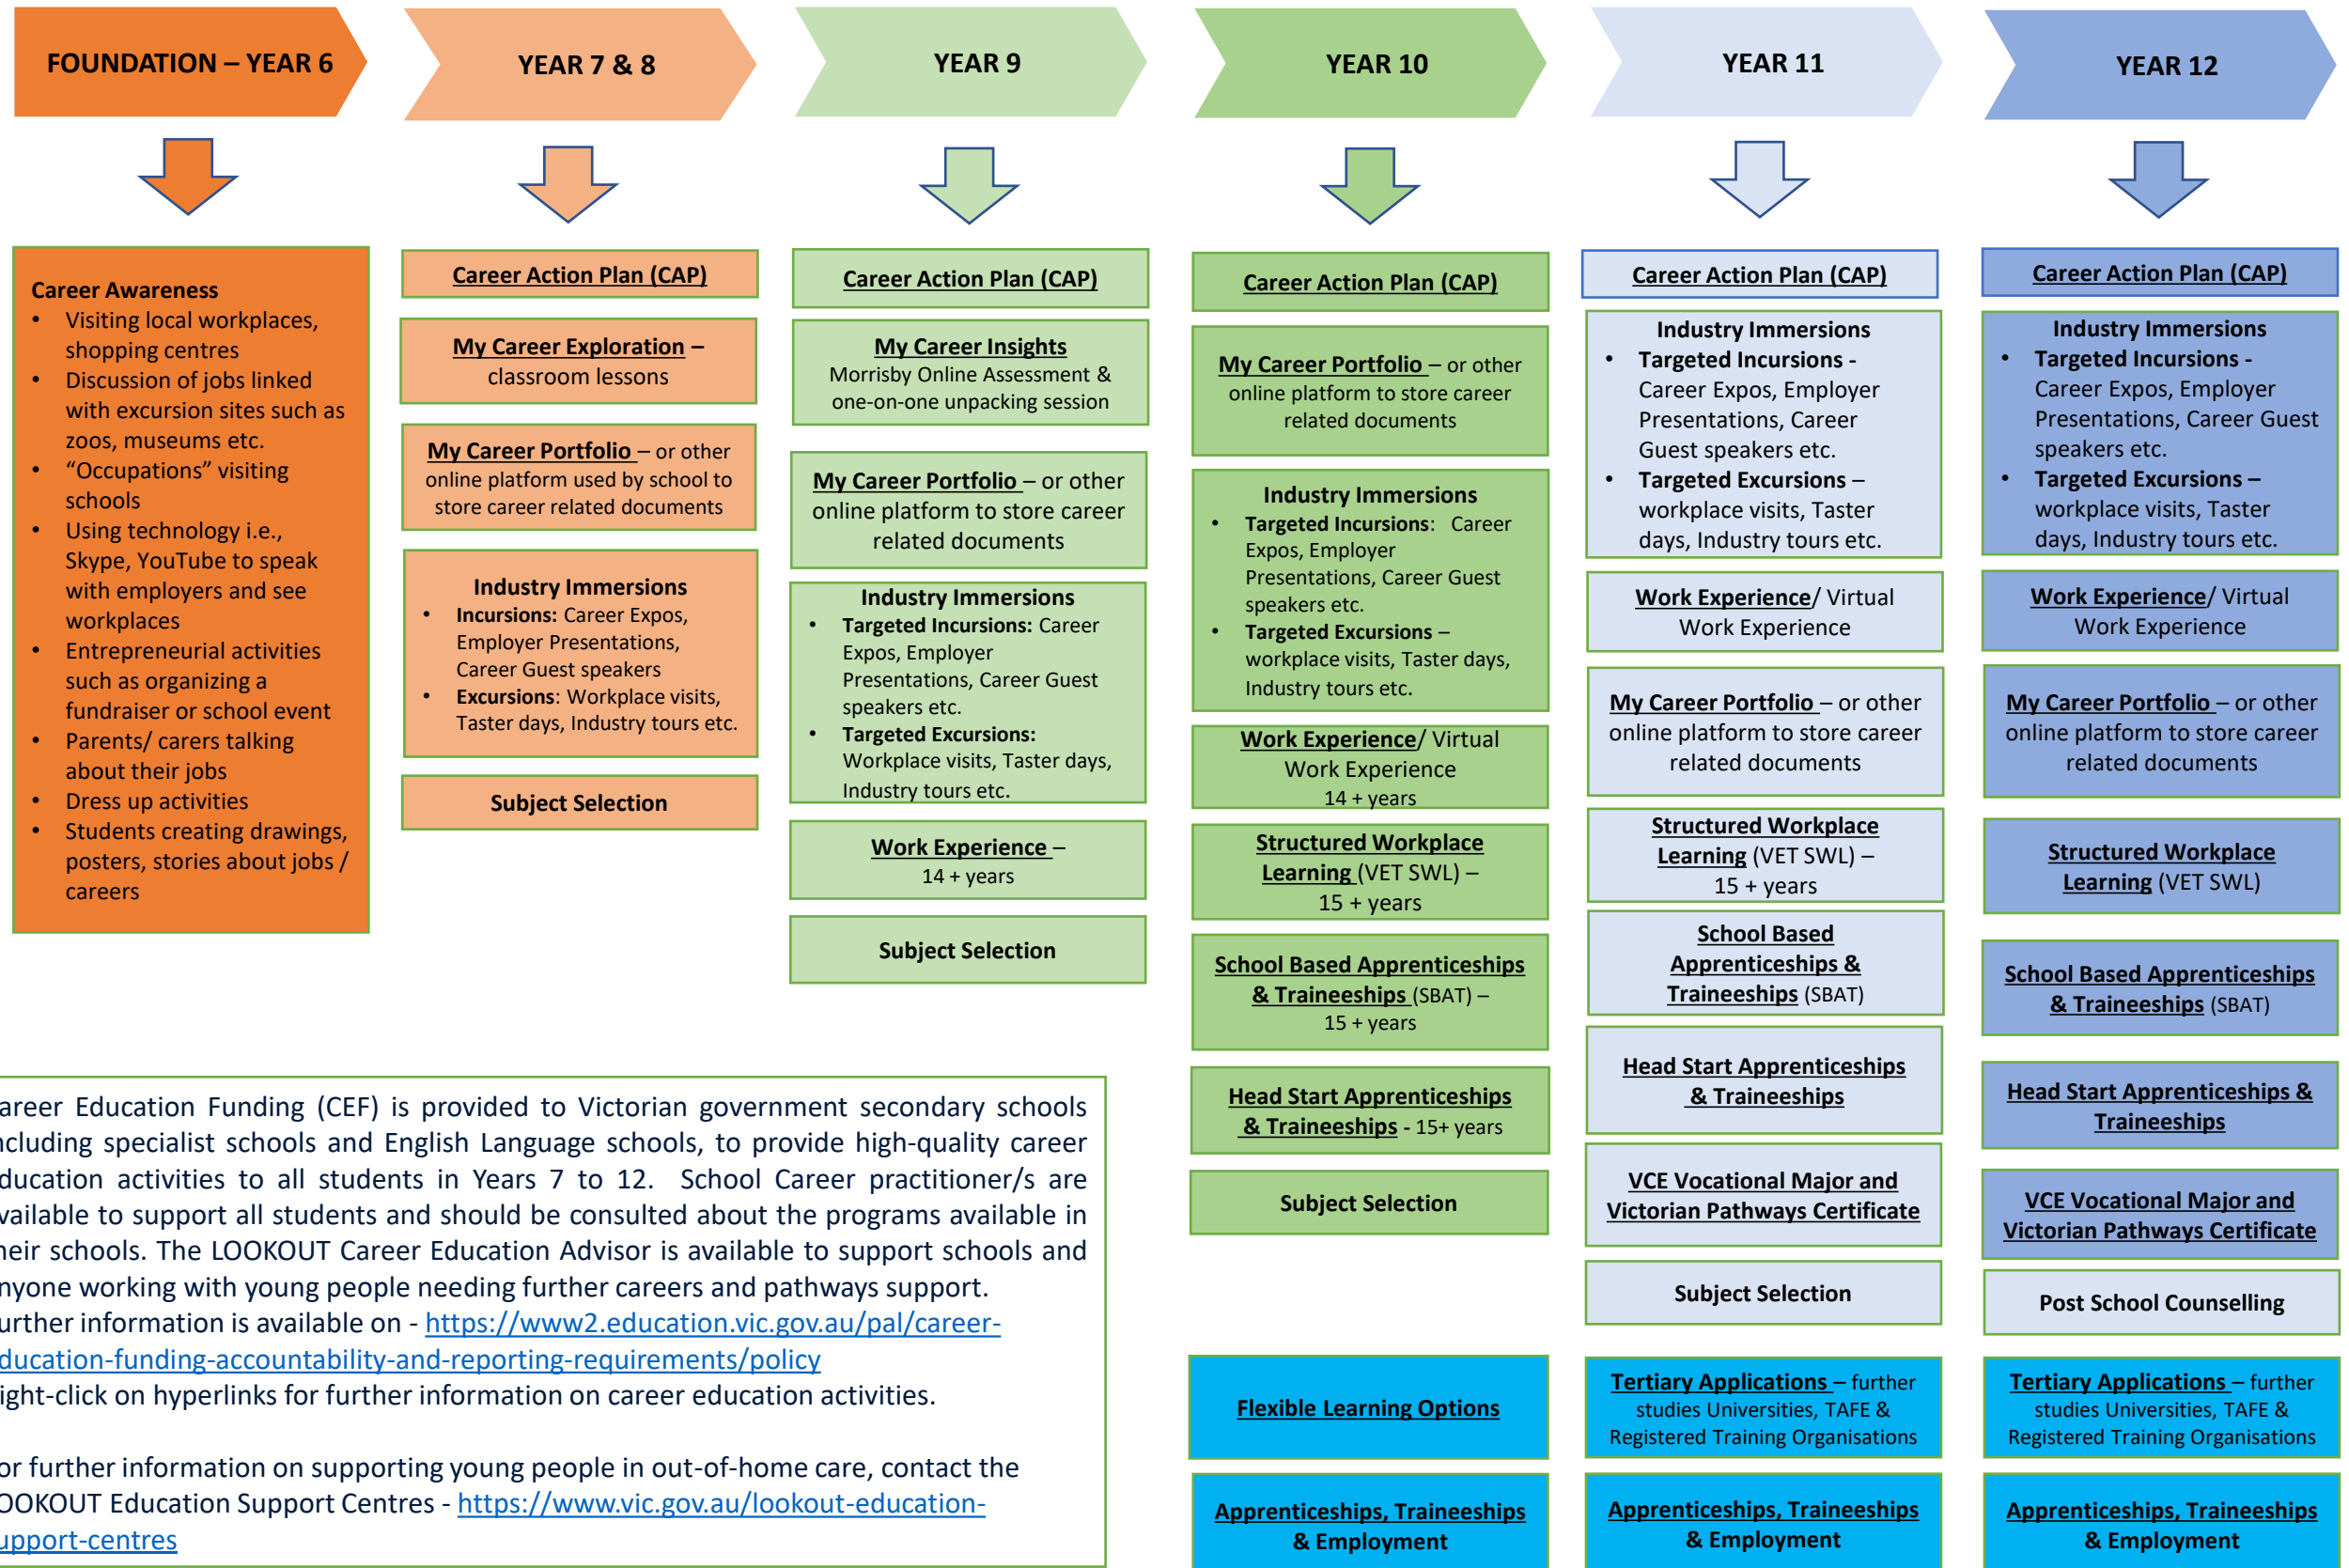 FOUNDATION – YEAR 6
YEAR 7 & 8
YEAR 9
YEAR 10
YEAR 11
YEAR 12
Career Awareness
• Visiting local workplaces,
shopping centres
• Discussion of jobs linked
with excursion sites such as
zoos, museums etc.
• “Occupations” visiting
schools
• Using technology i.e.,
Skype, YouTube to speak
with employers and see
workplaces
• Entrepreneurial activities
such as organizing a
fundraiser or school event
• Parents/ carers talking
about their jobs
• Dress up activities
• Students creating drawings,
posters, stories about jobs /
careers
Career Action Plan (CAP)
My Career Exploration –
classroom lessons
My Career Portfolio – or other
online platform used by school to
store career related documents
Industry Immersions
• Incursions: Career Expos,
Employer Presentations,
Career Guest speakers
• Excursions: Workplace visits,
Taster days, Industry tours etc.
Subject Selection
Career Action Plan (CAP)
My Career Insights
Morrisby Online Assessment &
one-on-one unpacking session
My Career Portfolio – or other
online platform to store career
related documents
Industry Immersions
• Targeted Incursions: Career
Expos, Employer
Presentations, Career Guest
speakers etc.
• Targeted Excursions:
Workplace visits, Taster days,
Industry tours etc.
Work Experience –
14 + years
Subject Selection
Career Action Plan (CAP)
My Career Portfolio – or other
online platform to store career
related documents
Industry Immersions
• Targeted Incursions: Career
Expos, Employer
Presentations, Career Guest
speakers etc.
• Targeted Excursions –
workplace visits, Taster days,
Industry tours etc.
Work Experience/ Virtual
Work Experience
14 + years
Structured Workplace
Learning (VET SWL) –
15 + years
School Based Apprenticeships
& Traineeships (SBAT) –
15 + years
Head Start Apprenticeships
& Traineeships - 15+ years
Subject Selection
Flexible Learning Options
Apprenticeships, Traineeships
& Employment
Career Action Plan (CAP)
Industry Immersions
• Targeted Incursions -
Career Expos, Employer
Presentations, Career
Guest speakers etc.
• Targeted Excursions –
workplace visits, Taster
days, Industry tours etc.
Work Experience/ Virtual
Work Experience
My Career Portfolio – or other
online platform to store career
related documents
Structured Workplace
Learning (VET SWL) –
15 + years
School Based
Apprenticeships &
Traineeships (SBAT)
Head Start Apprenticeships
& Traineeships
VCE Vocational Major and
Victorian Pathways Certificate
Subject Selection
Tertiary Applications – further
studies Universities, TAFE &
Registered Training Organisations
Apprenticeships, Traineeships
& Employment
Career Action Plan (CAP)
Industry Immersions
• Targeted Incursions -
Career Expos, Employer
Presentations, Career Guest
speakers etc.
• Targeted Excursions –
workplace visits, Taster
days, Industry tours etc.
Work Experience/ Virtual
Work Experience
My Career Portfolio – or other
online platform to store career
related documents
Structured Workplace
Learning (VET SWL)
School Based Apprenticeships
& Traineeships (SBAT)
Head Start Apprenticeships &
Traineeships
VCE Vocational Major and
Victorian Pathways Certificate
Post School Counselling
Tertiary Applications – further
studies Universities, TAFE &
Registered Training Organisations
Apprenticeships, Traineeships
& Employment
areer Education Funding (CEF) is provided to Victorian government secondary schools
ncluding specialist schools and English Language schools, to provide high-quality career
ducation activities to all students in Years 7 to 12. School Career practitioner/s are
vailable to support all students and should be consulted about the programs available in
heir schools. The LOOKOUT Career Education Advisor is available to support schools and
nyone working with young people needing further careers and pathways support.
urther information is available on - https://www2.education.vic.gov.au/pal/career-
ducation-funding-accountability-and-reporting-requirements/policy
ight-click on hyperlinks for further information on career education activities.
or further information on supporting young people in out-of-home care, contact the
OOKOUT Education Support Centres - https://www.vic.gov.au/lookout-education-
upport-centres